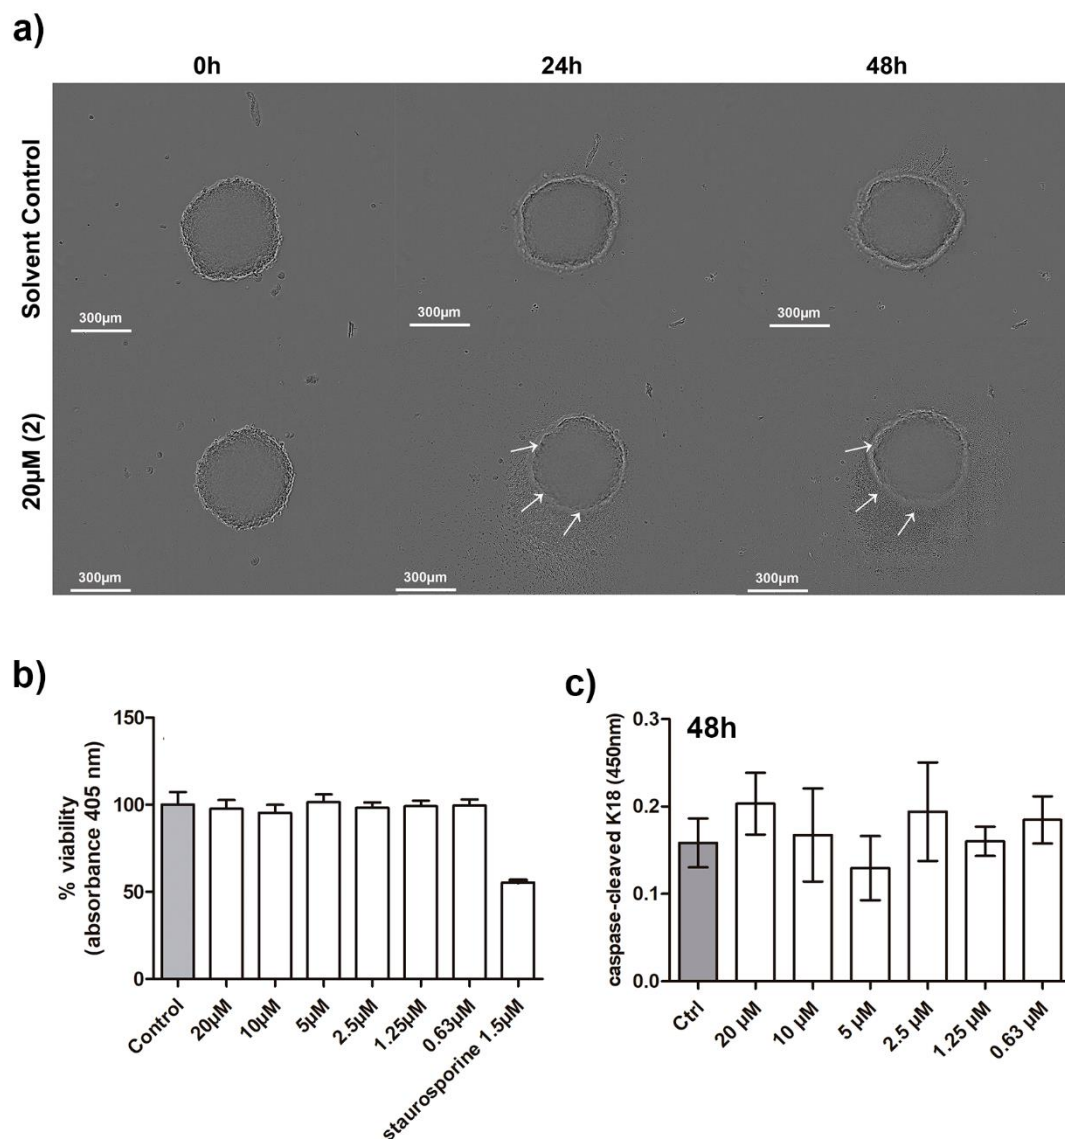 a)
0h 24h 48h
Solvent Control
300µm 300µm 300µm
20µM (2)
300µm 300µm 300µm
b)
% viability
(absorbance 405 nm)
150
100
50
0
Control 20µM 10µM 5µM 2.5µM 1.25µM 0.63µM staurosporine 1.5µM
c)
48h
caspase-cleaved K18 (450nm)
0.3
0.2
0.1
0.0
Ctrl 20 µM 10 µM 5 µM 2.5 µM 1.25 µM 0.63 µM